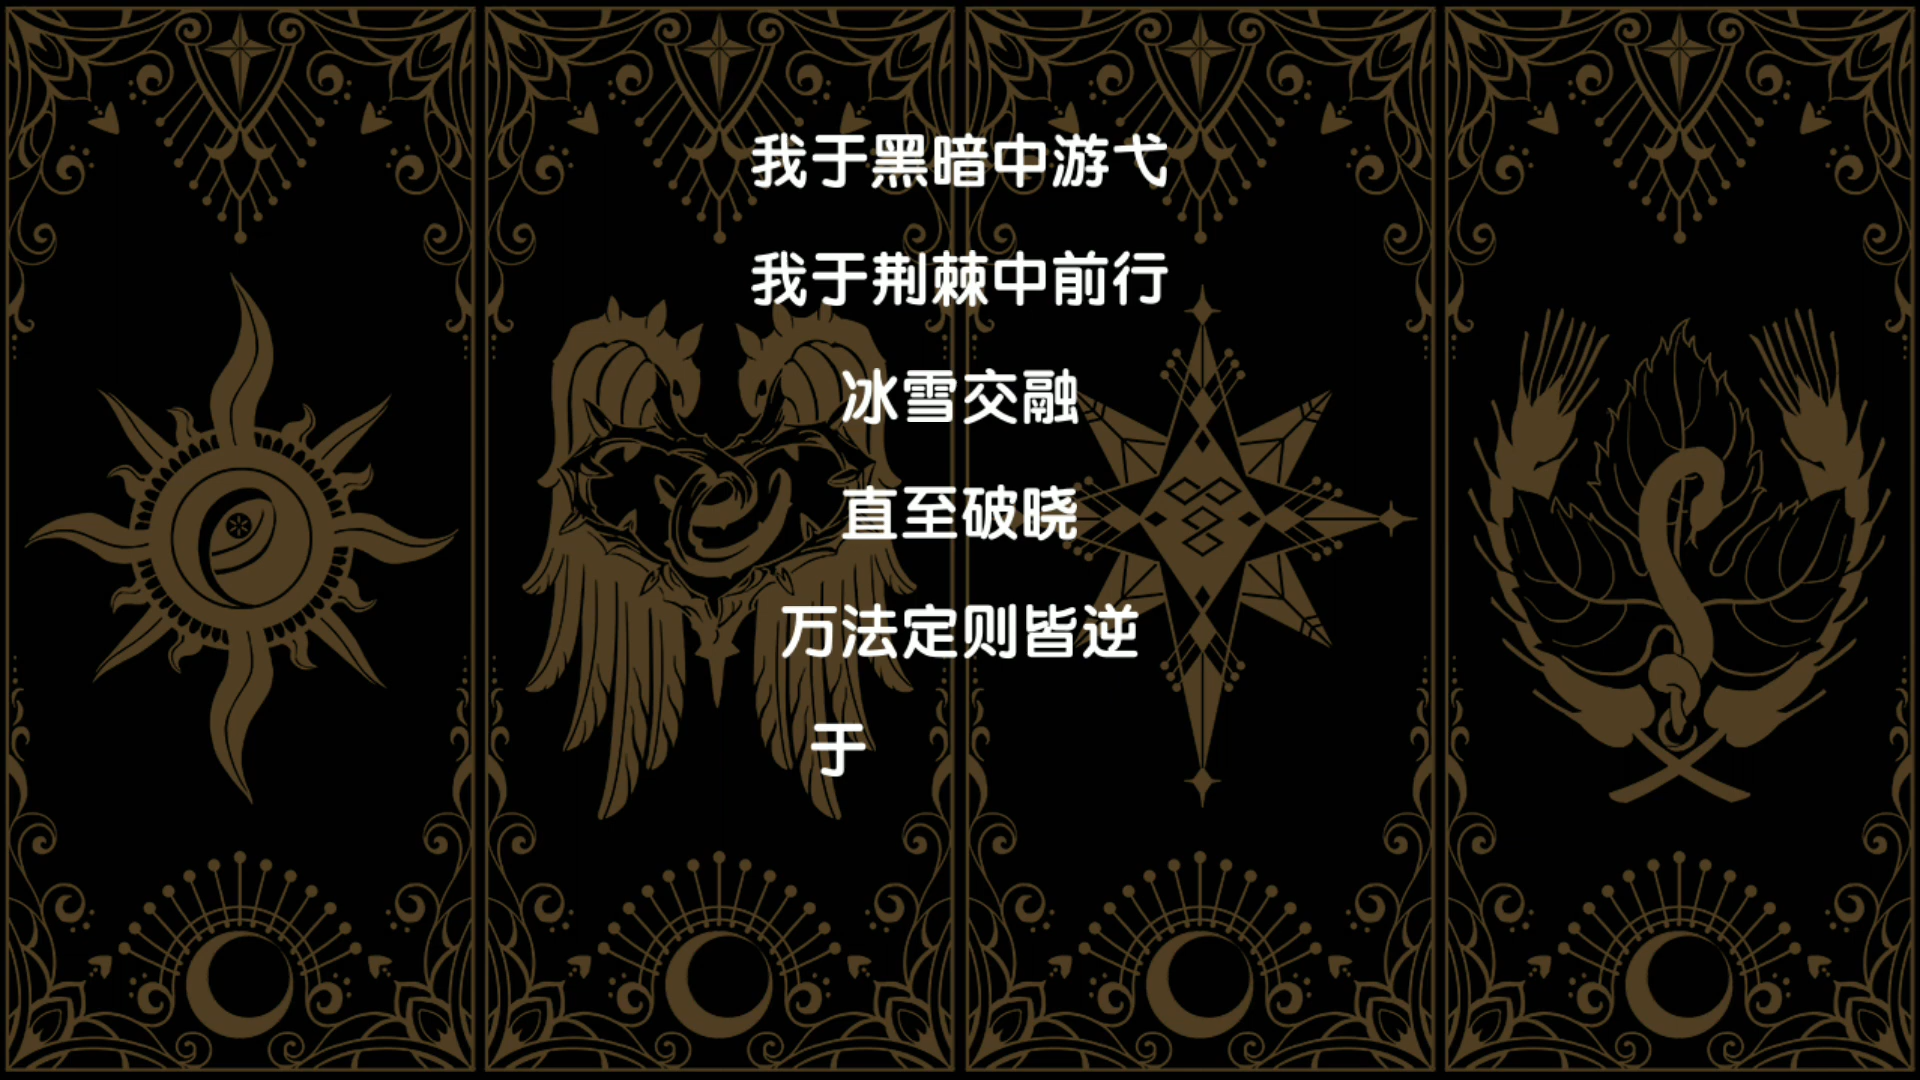 我于黑暗中游弋
我于荆棘中前行
冰雪交融
直至破晓
万法定则皆逆
于